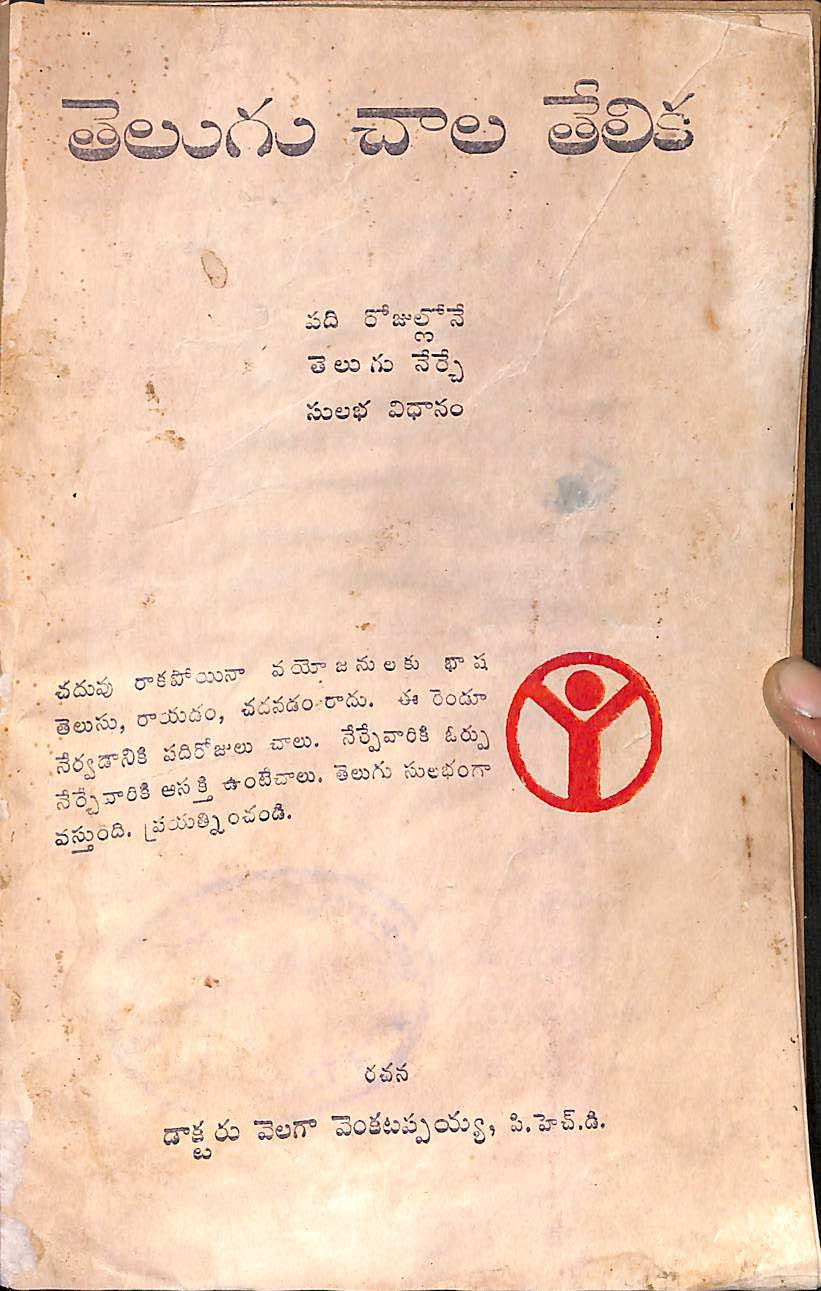 తెలుగు చాల తేలిక
పది రోజుల్లోనే
తెలుగు నేర్చే
సులభ విధానం
చదువు రాకపోయినా వయోజనులకు భాష
తెలుసు, రాయడం, చదవడం రాదు. ఈ రెండూ
నేర్వడానికి పదిరోజులు చాలు. నేర్పేవారికి ఓర్పు
నేర్చేవారికి ఆసక్తి ఉంటేచాలు. తెలుగు సులభంగా
వస్తుంది. ప్రయత్నించండి.
రచన
డాక్టరు వెలగా వెంకటప్పయ్య, పి.హెచ్.డి.